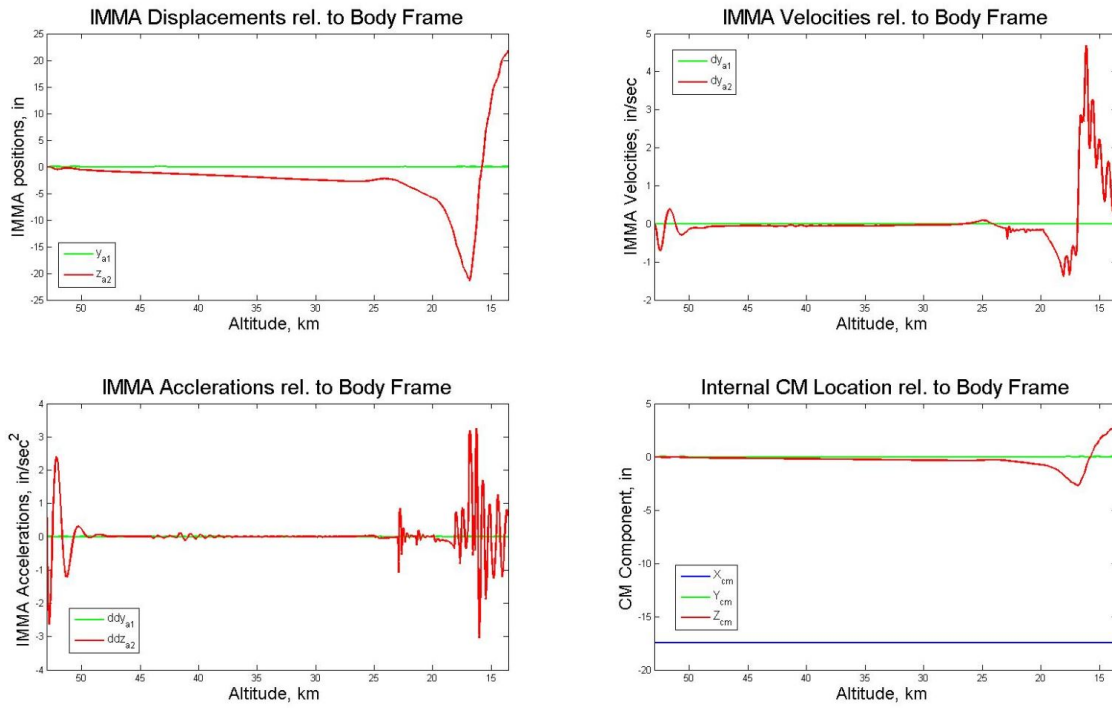 IMMA Displacements rel. to Body Frame
25
20
15
10
5
0
-5
-10
-15
-20
-25
IMMA positions, in
y_a1
z_a2
50 45 40 35 30 25 20 15
Altitude, km
IMMA Velocities rel. to Body Frame
5
4
3
2
1
0
-1
-2
IMMA Velocities, in/sec
dy_a1
dy_a2
50 45 40 35 30 25 20 15
Altitude, km
IMMA Acclerations rel. to Body Frame
4
3
2
1
0
-1
-2
-3
-4
IMMA Accelerations, in/sec²
ddy_a1
ddz_a2
50 45 40 35 30 25 20 15
Altitude, km
Internal CM Location rel. to Body Frame
5
0
-5
-10
-15
-20
CM Component, in
X_cm
Y_cm
Z_cm
50 45 40 35 30 25 20 15
Altitude, km